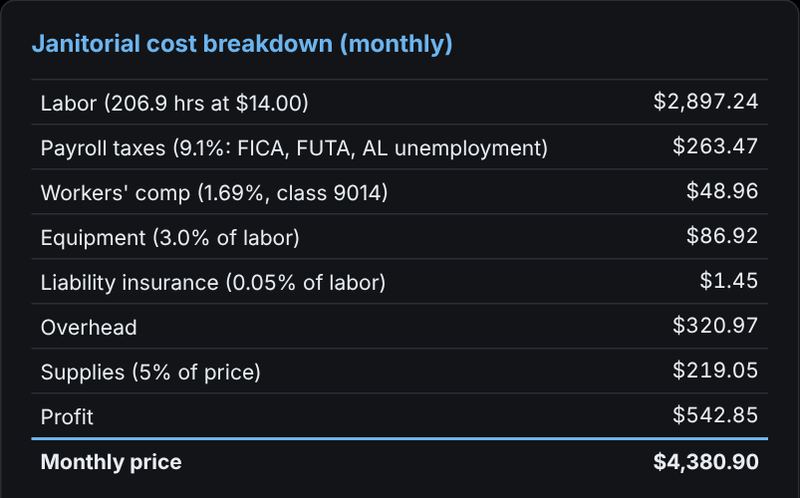 Janitorial cost breakdown (monthly)
Labor (206.9 hrs at $14.00) $2,897.24
Payroll taxes (9.1%: FICA, FUTA, AL unemployment) $263.47
Workers' comp (1.69%, class 9014) $48.96
Equipment (3.0% of labor) $86.92
Liability insurance (0.05% of labor) $1.45
Overhead $320.97
Supplies (5% of price) $219.05
Profit $542.85
Monthly price $4,380.90